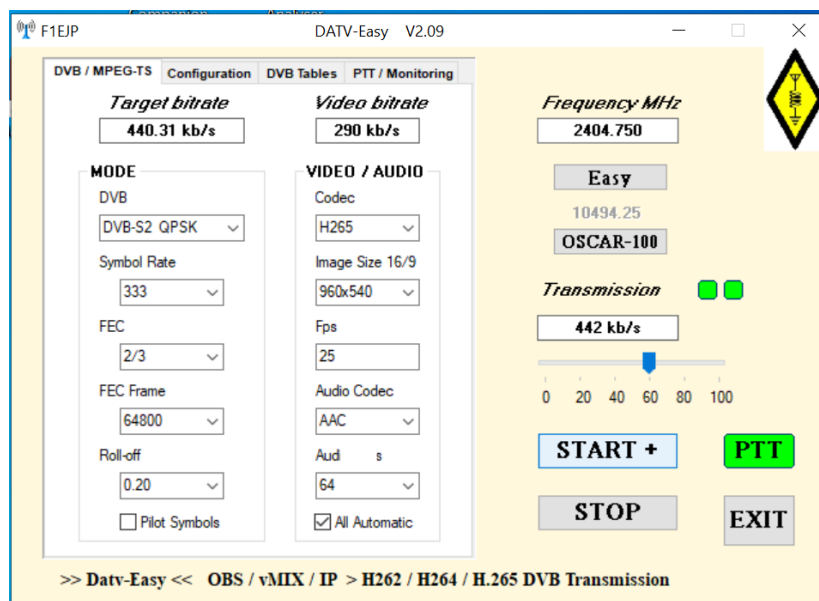 F1EJP DATV-Easy V2.09
DVB / MPEG-TS Configuration DVB Tables PTT / Monitoring
Target bitrate Video bitrate
440.31 kb/s 290 kb/s
MODE
DVB
DVB-S2 QPSK
Symbol Rate
333
FEC
2/3
FEC Frame
64800
Roll-off
0.20
Pilot Symbols
VIDEO / AUDIO
Codec
H265
Image Size 16/9
960x540
Fps
25
Audio Codec
AAC
Aud s
64
All Automatic
Frequency MHz
2404.750
Easy
10494.25
OSCAR-100
Transmission
442 kb/s
0 20 40 60 80 100
START + PTT
STOP EXIT
>> Datv-Easy << OBS / vMIX / IP > H262 / H264 / H.265 DVB Transmission